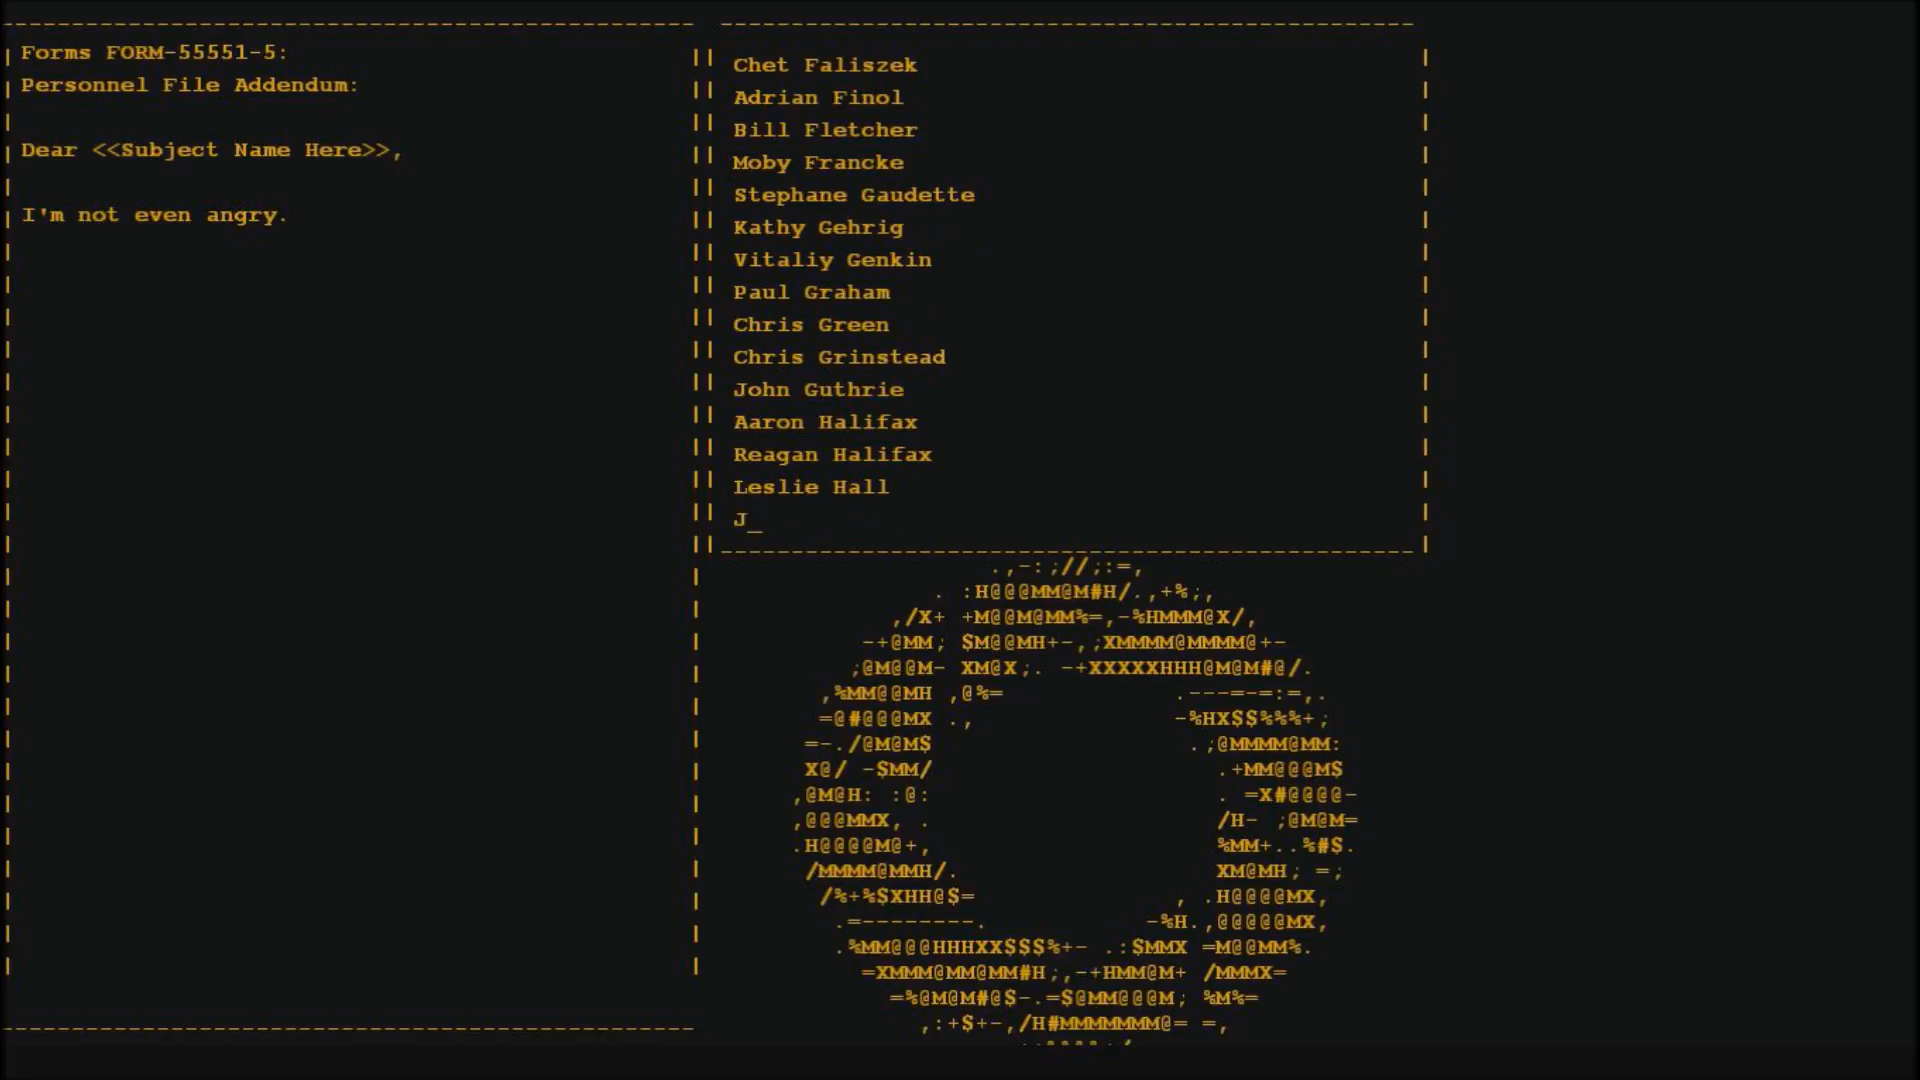 Forms FORM-55551-5:
Personnel File Addendum:
Dear <<Subject Name Here>>,
I'm not even angry.
Chet Faliszek
Adrian Finol
Bill Fletcher
Moby Francke
Stephane Gaudette
Kathy Gehrig
Vitaliy Genkin
Paul Graham
Chris Green
Chris Grinstead
John Guthrie
Aaron Halifax
Reagan Halifax
Leslie Hall
J_